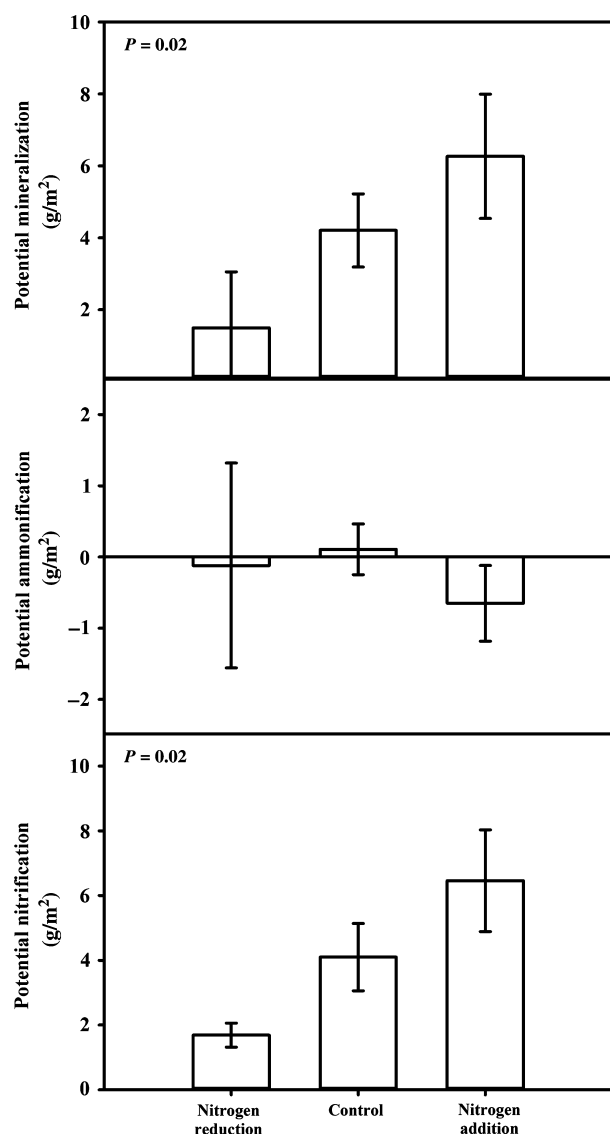 Potential mineralization
(g/m²)
10
8
6
4
2
P = 0.02
Potential ammonification
(g/m²)
2
1
0
−1
−2
Potential nitrification
(g/m²)
10
8
6
4
2
0
P = 0.02
Nitrogen
reduction
Control
Nitrogen
addition